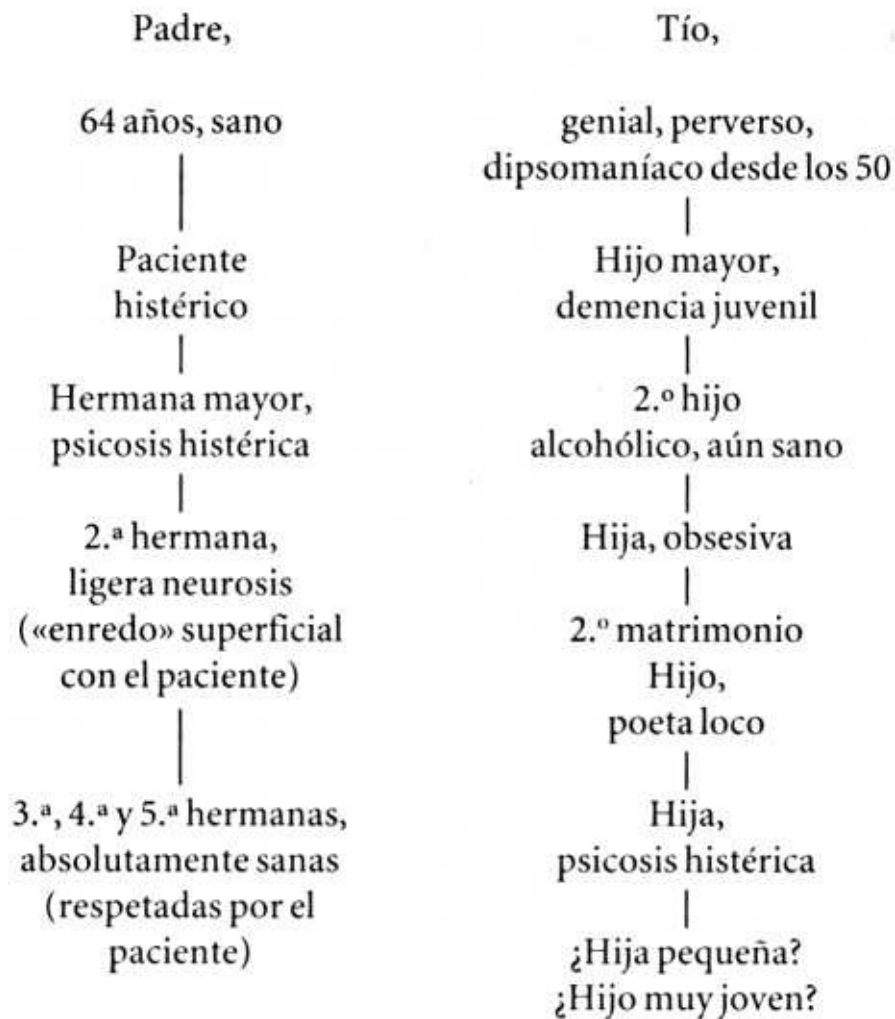 Padre,
64 años, sano
Paciente
histérico
Hermana mayor,
psicosis histérica
2.ª hermana,
ligera neurosis
(«enredo» superficial
con el paciente)
3.ª, 4.ª y 5.ª hermanas,
absolutamente sanas
(respetadas por el
paciente)
Tío,
genial, perverso,
dipsomaníaco desde los 50
Hijo mayor,
demencia juvenil
2.º hijo
alcohólico, aún sano
Hija, obsesiva
2.º matrimonio
Hijo,
poeta loco
Hija,
psicosis histérica
¿Hija pequeña?
¿Hijo muy joven?